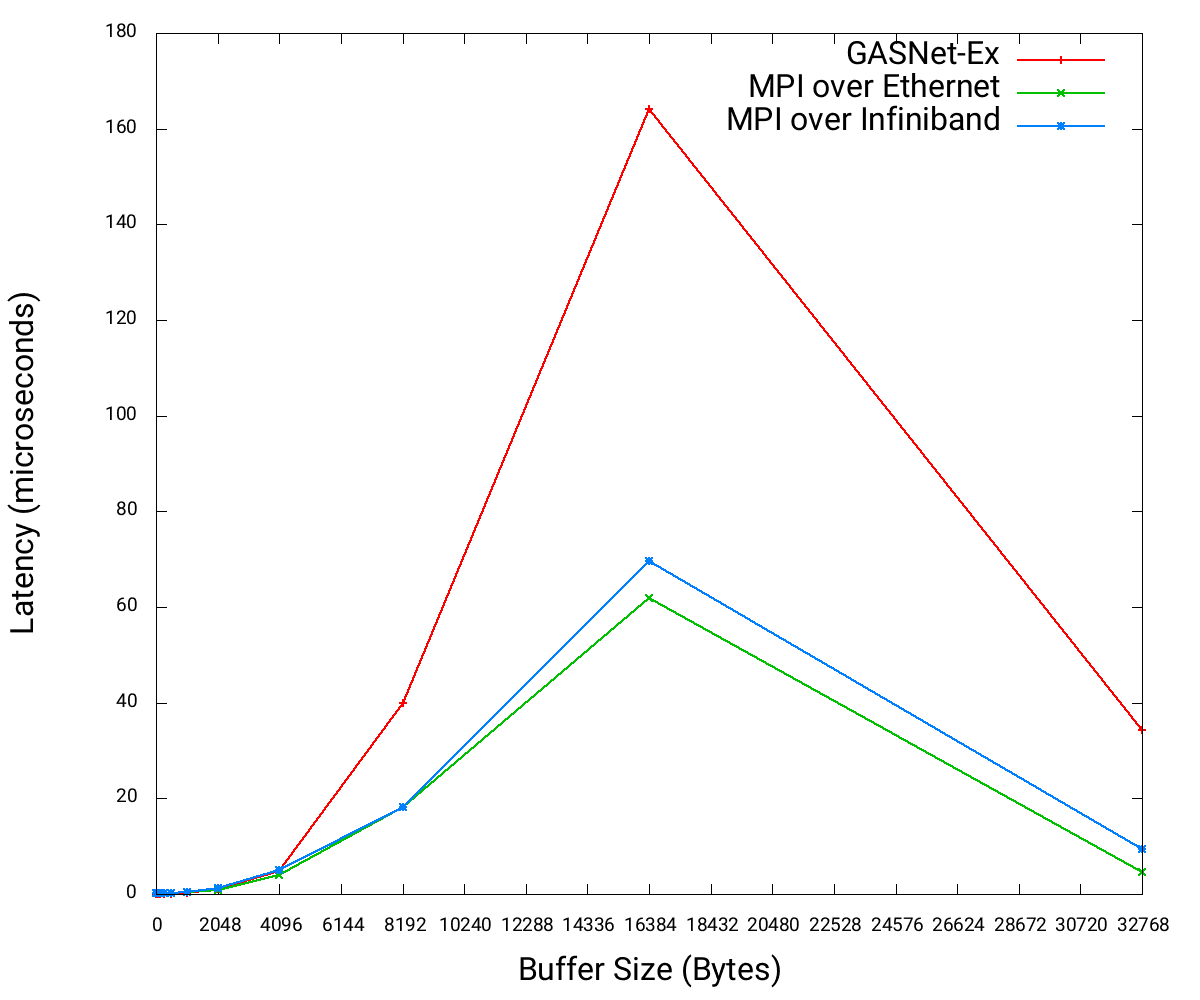 180
160
140
120
100
80
60
40
20
0
Latency (microseconds)
GASNet-Ex
MPI over Ethernet
MPI over Infiniband
0 2048 4096 6144 8192 10240 12288 14336 16384 18432 20480 22528 24576 26624 28672 30720 32768
Buffer Size (Bytes)